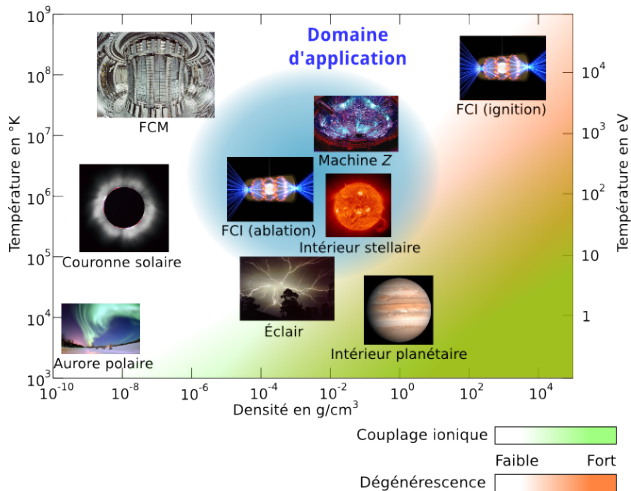 Domaine
d'application
Température en °K
10⁹
10⁸
10⁷
10⁶
10⁵
10⁴
10³
FCM
FCI (ignition)
Machine Z
FCI (ablation)
Intérieur stellaire
Couronne solaire
Éclair
Intérieur planétaire
Aurore polaire
10⁴
10³
10²
10
1
Température en eV
10⁻¹⁰ 10⁻⁸ 10⁻⁶ 10⁻⁴ 10⁻² 10⁰ 10² 10⁴
Densité en g/cm³
Couplage ionique
Faible Fort
Dégénérescence